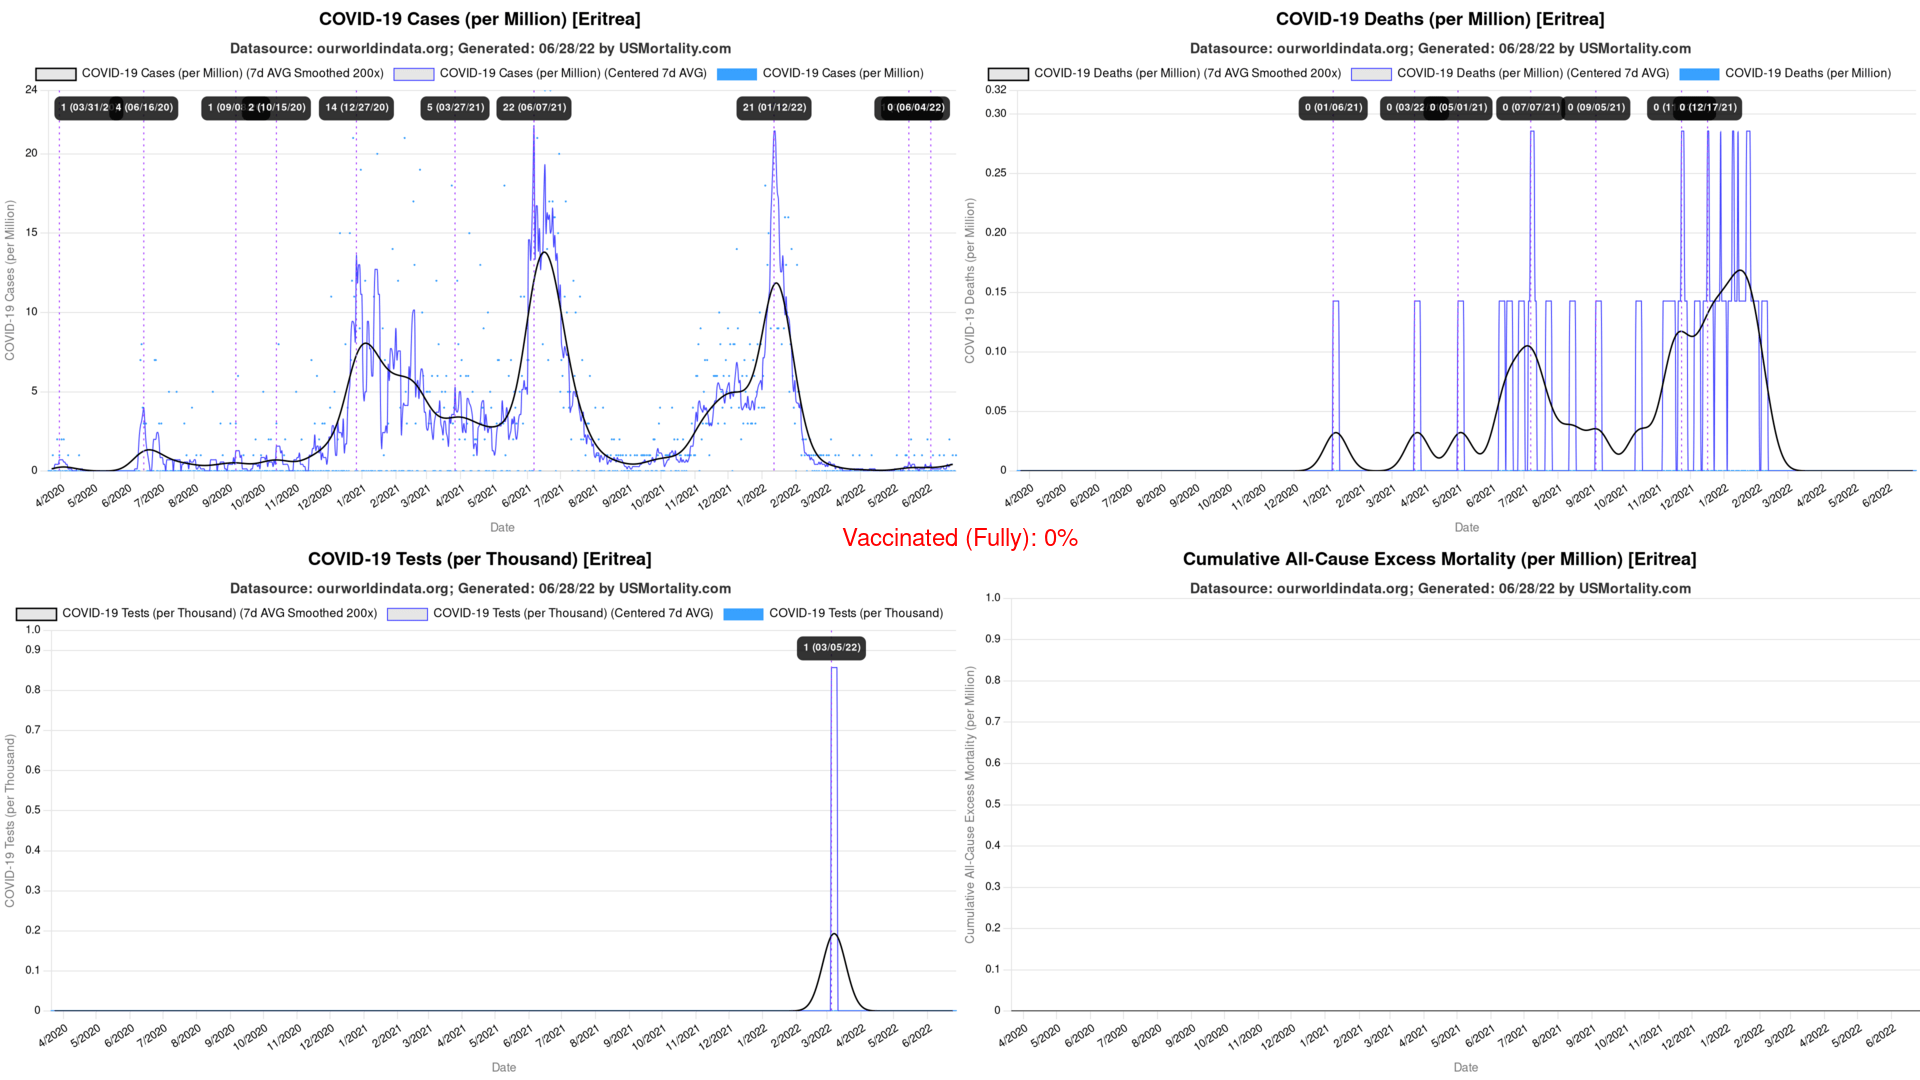 COVID-19 Cases (per Million) [Eritrea]
Datasource: ourworldindata.org; Generated: 06/28/22 by USMortality.com
COVID-19 Cases (per Million) (7d AVG Smoothed 200x) COVID-19 Cases (per Million) (Centered 7d AVG) COVID-19 Cases (per Million)
24
1 (03/31/2 4 (06/16/20) 1 (09/0 2 (10/15/20) 14 (12/27/20) 5 (03/27/21) 22 (06/07/21) 21 (01/12/22) 0 (06/04/22)
20
15
10
5
0
COVID-19 Cases (per Million)
4/2020 5/2020 6/2020 7/2020 8/2020 9/2020 10/2020 11/2020 12/2020 1/2021 2/2021 3/2021 4/2021 5/2021 6/2021 7/2021 8/2021 9/2021 10/2021 11/2021 12/2021 1/2022 2/2022 3/2022 4/2022 5/2022 6/2022
Date
COVID-19 Deaths (per Million) [Eritrea]
Datasource: ourworldindata.org; Generated: 06/28/22 by USMortality.com
COVID-19 Deaths (per Million) (7d AVG Smoothed 200x) COVID-19 Deaths (per Million) (Centered 7d AVG) COVID-19 Deaths (per Million)
0.32
0 (01/06/21) 0 (03/22 0 (05/01/21) 0 (07/07/21) 0 (09/05/21) 0 (1 0 (12/17/21)
0.30
0.25
0.20
0.15
0.10
0.05
0
COVID-19 Deaths (per Million)
4/2020 5/2020 6/2020 7/2020 8/2020 9/2020 10/2020 11/2020 12/2020 1/2021 2/2021 3/2021 4/2021 5/2021 6/2021 7/2021 8/2021 9/2021 10/2021 11/2021 12/2021 1/2022 2/2022 3/2022 4/2022 5/2022 6/2022
Date
Vaccinated (Fully): 0%
COVID-19 Tests (per Thousand) [Eritrea]
Datasource: ourworldindata.org; Generated: 06/28/22 by USMortality.com
COVID-19 Tests (per Thousand) (7d AVG Smoothed 200x) COVID-19 Tests (per Thousand) (Centered 7d AVG) COVID-19 Tests (per Thousand)
1.0
1 (03/05/22)
0.9
0.8
0.7
0.6
0.5
0.4
0.3
0.2
0.1
0
COVID-19 Tests (per Thousand)
4/2020 5/2020 6/2020 7/2020 8/2020 9/2020 10/2020 11/2020 12/2020 1/2021 2/2021 3/2021 4/2021 5/2021 6/2021 7/2021 8/2021 9/2021 10/2021 11/2021 12/2021 1/2022 2/2022 3/2022 4/2022 5/2022 6/2022
Date
Cumulative All-Cause Excess Mortality (per Million) [Eritrea]
Datasource: ourworldindata.org; Generated: 06/28/22 by USMortality.com
1.0
0.9
0.8
0.7
0.6
0.5
0.4
0.3
0.2
0.1
0
Cumulative All-Cause Excess Mortality (per Million)
4/2020 5/2020 6/2020 7/2020 8/2020 9/2020 10/2020 11/2020 12/2020 1/2021 2/2021 3/2021 4/2021 5/2021 6/2021 7/2021 8/2021 9/2021 10/2021 11/2021 12/2021 1/2022 2/2022 3/2022 4/2022 5/2022 6/2022
Date